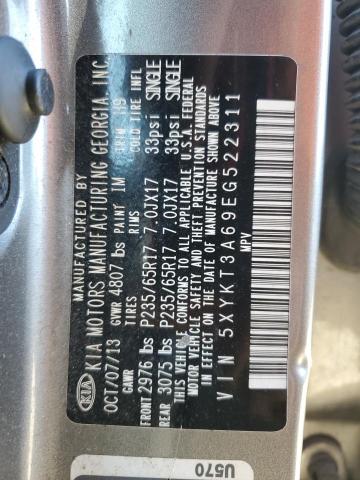 MANUFACTURED BY
KIA KIA MOTORS MANUFACTURING GEORGIA, INC.
OCT/07/13
GVWR 4807 lbs PAINT IM TRIM H9
GAWR TIRES RIMS COLD TIRE INFL
FRONT 2976 lbs P235/65R17 7.0JX17 33psi SINGLE
REAR 3075 lbs P235/65R17 7.0JX17 33psi SINGLE
THIS VEHICLE CONFORMS TO ALL APPLICABLE U.S.A. FEDERAL
MOTOR VEHICLE SAFETY AND THEFT PREVENTION STANDARDS
IN EFFECT ON THE DATE OF MANUFACTURE SHOWN ABOVE.
VIN 5XYKT3A69EG522311
MPV
U570